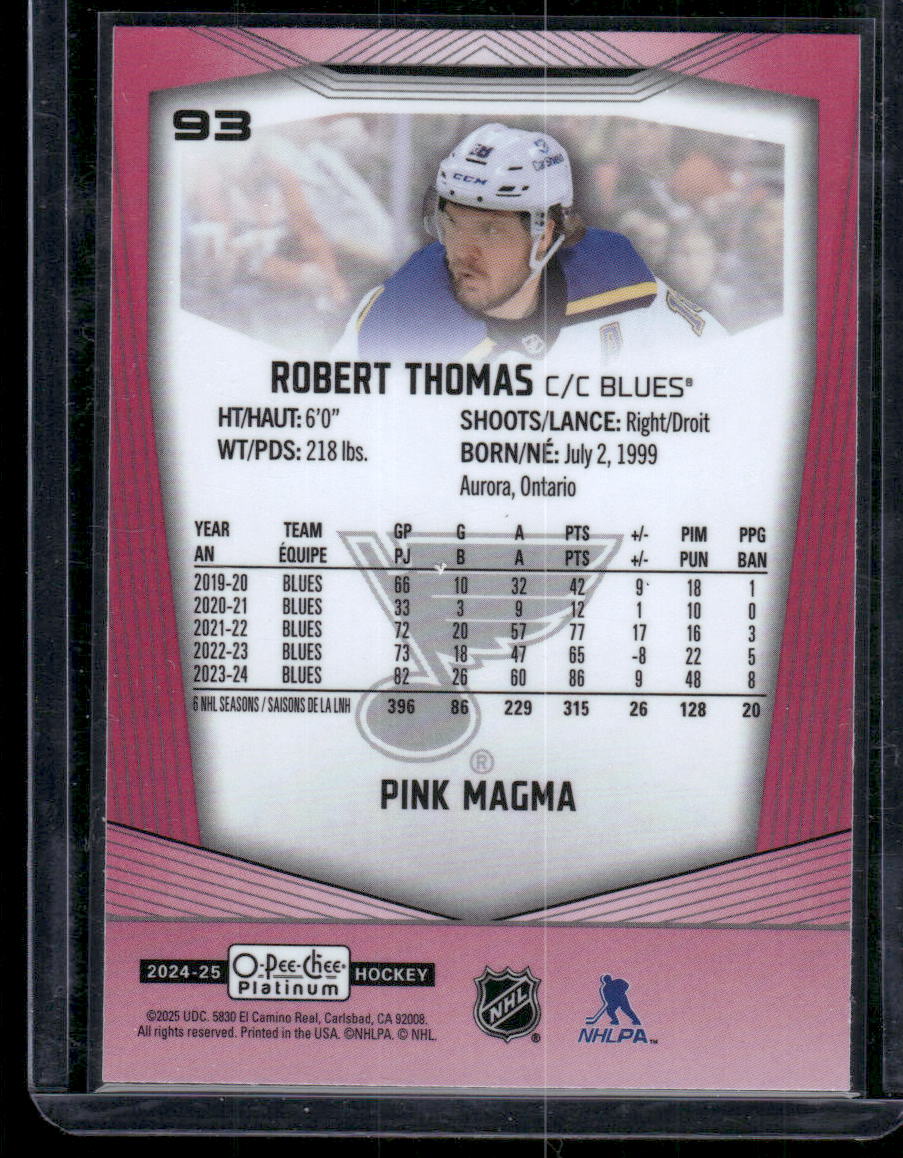 93
CCM
CarShield
ROBERT THOMAS C/C BLUES®
HT/HAUT: 6'0" SHOOTS/LANCE: Right/Droit
WT/PDS: 218 lbs. BORN/NÉ: July 2, 1999
Aurora, Ontario
YEAR TEAM GP G A PTS +/- PIM PPG
AN ÉQUIPE PJ B A PTS +/- PUN BAN
2019-20 BLUES 66 10 32 42 9 18 1
2020-21 BLUES 33 3 9 12 1 10 0
2021-22 BLUES 72 20 57 77 17 16 3
2022-23 BLUES 73 18 47 65 -8 22 5
2023-24 BLUES 82 26 60 86 9 48 8
6 NHL SEASONS / SAISONS DE LA LNH 396 86 229 315 26 128 20
®
PINK MAGMA
2024-25 O-Pee-Chee® HOCKEY
Platinum
©2025 UDC. 5830 El Camino Real, Carlsbad, CA 92008.
All rights reserved. Printed in the USA. ©NHLPA. © NHL.
NHL ®
NHLPA™